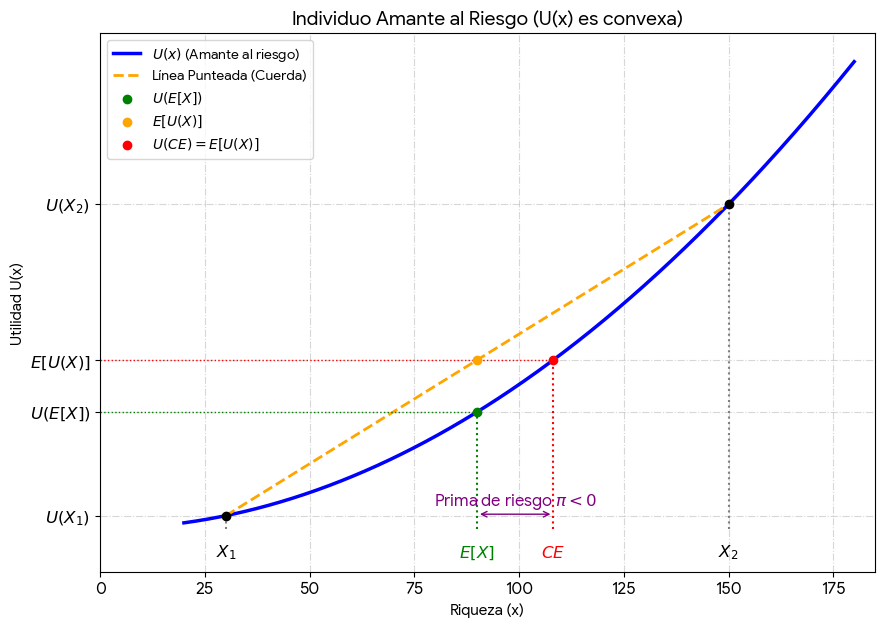 Individuo Amante al Riesgo (U(x) es convexa)
U(x) (Amante al riesgo)
Línea Punteada (Cuerda)
U(E[X])
E[U(X)]
U(CE) = E[U(X)]
Utilidad U(x)
U(X₂)
E[U(X)]
U(E[X])
U(X₁)
Prima de riesgo π < 0
X₁
E[X]
CE
X₂
0
25
50
75
100
125
150
175
Riqueza (x)